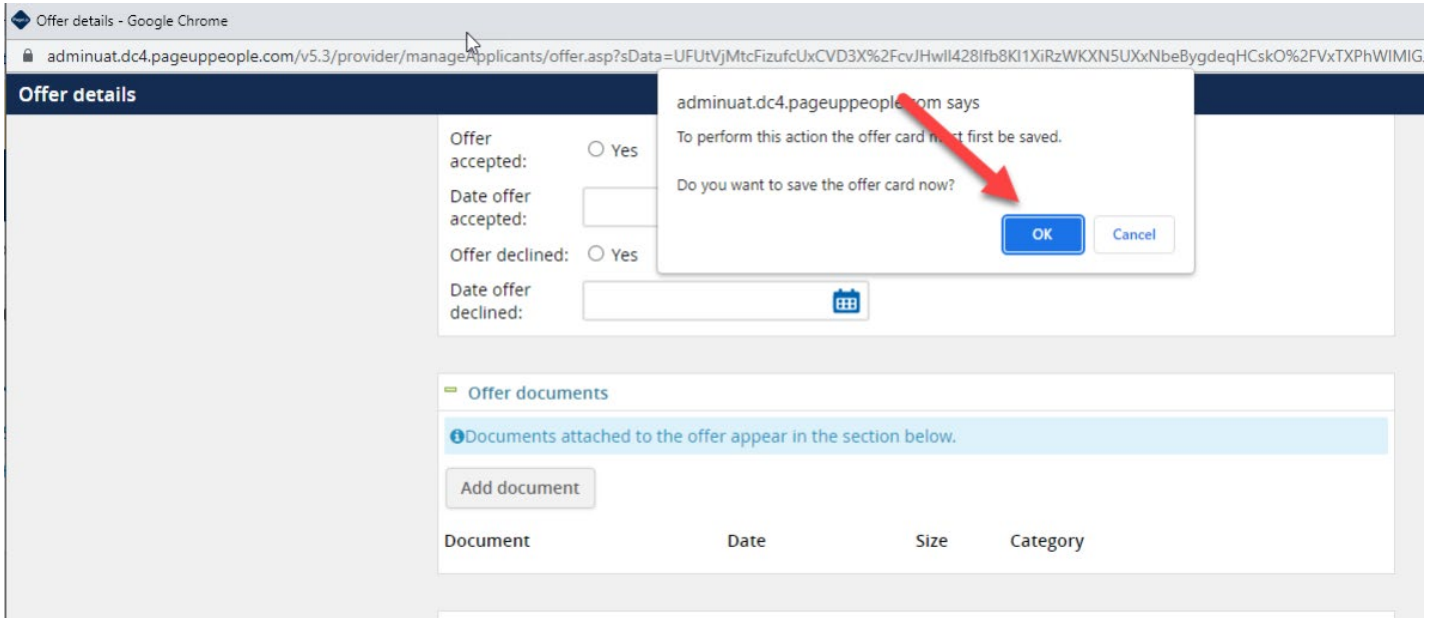 Offer details - Google Chrome
adminuat.dc4.pageuppeople.com/v5.3/provider/manageApplicants/offer.asp?sData=UFUtVjMtcFizufcUxCVD3X%2FcvJHwlI428Ifb8KI1XiRzWKXN5UXxNbeBygdeqHCskO%2FVxTXPhWIMIG
Offer details
adminuat.dc4.pageuppeople.com says
To perform this action the offer card must first be saved.
Do you want to save the offer card now?
OK
Cancel
Offer
accepted:
Yes
Date offer
accepted:
Offer declined:
Yes
Date offer
declined:
Offer documents
Documents attached to the offer appear in the section below.
Add document
Document Date Size Category